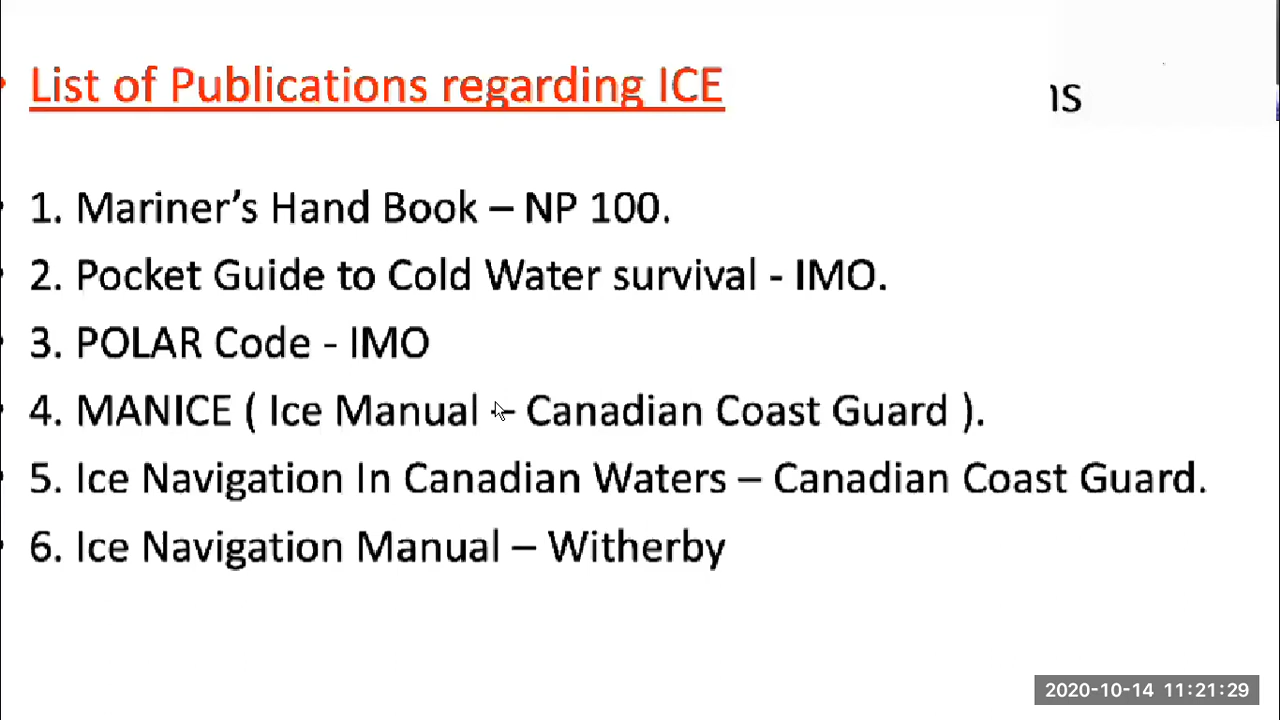 List of Publications regarding ICE
1. Mariner’s Hand Book – NP 100.
2. Pocket Guide to Cold Water survival - IMO.
3. POLAR Code - IMO
4. MANICE ( Ice Manual – Canadian Coast Guard ).
5. Ice Navigation In Canadian Waters – Canadian Coast Guard.
6. Ice Navigation Manual – Witherby
2020-10-14 11:21:29